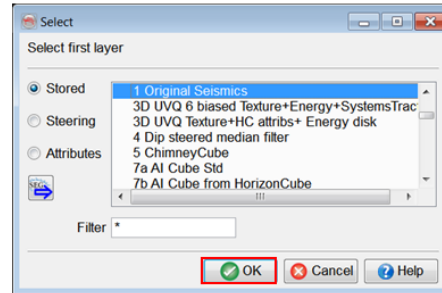 Select
Select first layer
Stored
Steering
Attributes
1 Original Seismics
3D UVQ 6 biased Texture+Energy+SystemsTrac
3D UVQ Texture+HC attribs+ Energy disk
4 Dip steered median filter
5 ChimneyCube
7a AI Cube Std
7b AI Cube from HorizonCube
SEG
Filter *
OK Cancel Help